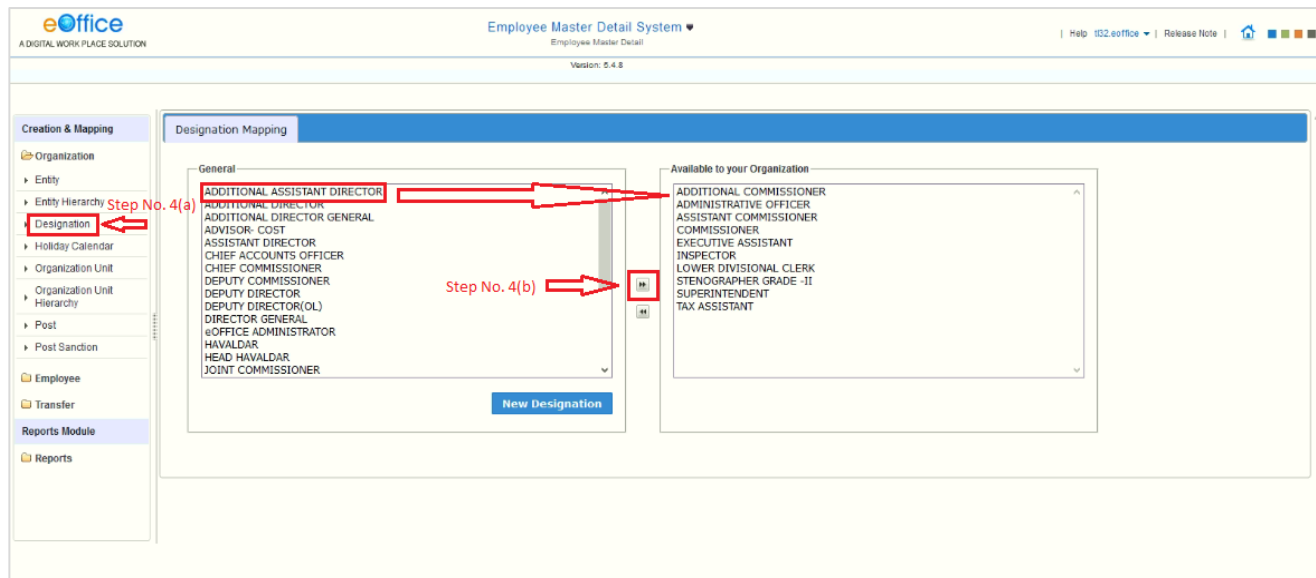 eOffice
A DIGITAL WORK PLACE SOLUTION
Employee Master Detail System
Employee Master Detail
| Help tl32.eoffice | Release Note |
Version: 5.4.8
Creation & Mapping
Organization
Entity
Entity Hierarchy
Designation
Holiday Calendar
Organization Unit
Organization Unit
Hierarchy
Post
Post Sanction
Employee
Transfer
Reports Module
Reports
Step No. 4(a)
Designation Mapping
General
ADDITIONAL ASSISTANT DIRECTOR
ADDITIONAL DIRECTOR
ADDITIONAL DIRECTOR GENERAL
ADVISOR- COST
ASSISTANT DIRECTOR
CHIEF ACCOUNTS OFFICER
CHIEF COMMISSIONER
DEPUTY COMMISSIONER
DEPUTY DIRECTOR
DEPUTY DIRECTOR(OL)
DIRECTOR GENERAL
eOFFICE ADMINISTRATOR
HAVALDAR
HEAD HAVALDAR
JOINT COMMISSIONER
New Designation
Step No. 4(b)
Available to your Organization
ADDITIONAL COMMISSIONER
ADMINISTRATIVE OFFICER
ASSISTANT COMMISSIONER
COMMISSIONER
EXECUTIVE ASSISTANT
INSPECTOR
LOWER DIVISIONAL CLERK
STENOGRAPHER GRADE -II
SUPERINTENDENT
TAX ASSISTANT